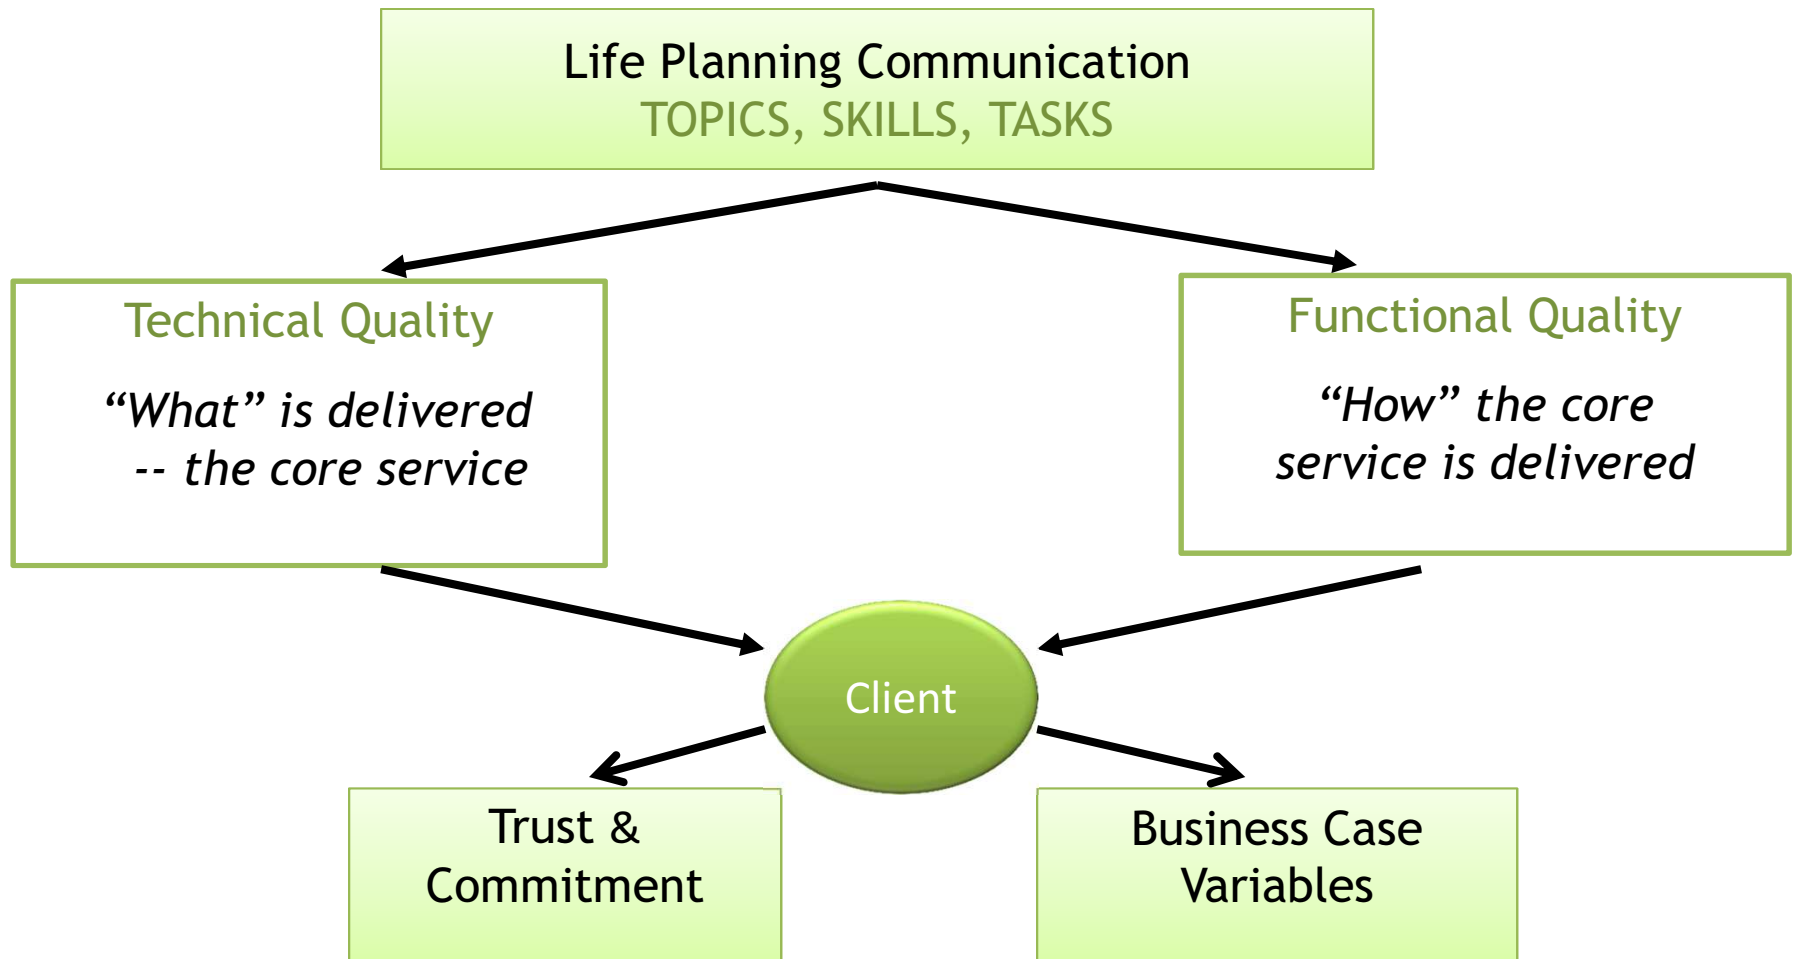 Life Planning Communication
TOPICS, SKILLS, TASKS
Technical Quality
“What” is delivered
-- the core service
Functional Quality
“How” the core
service is delivered
Client
Trust &
Commitment
Business Case
Variables